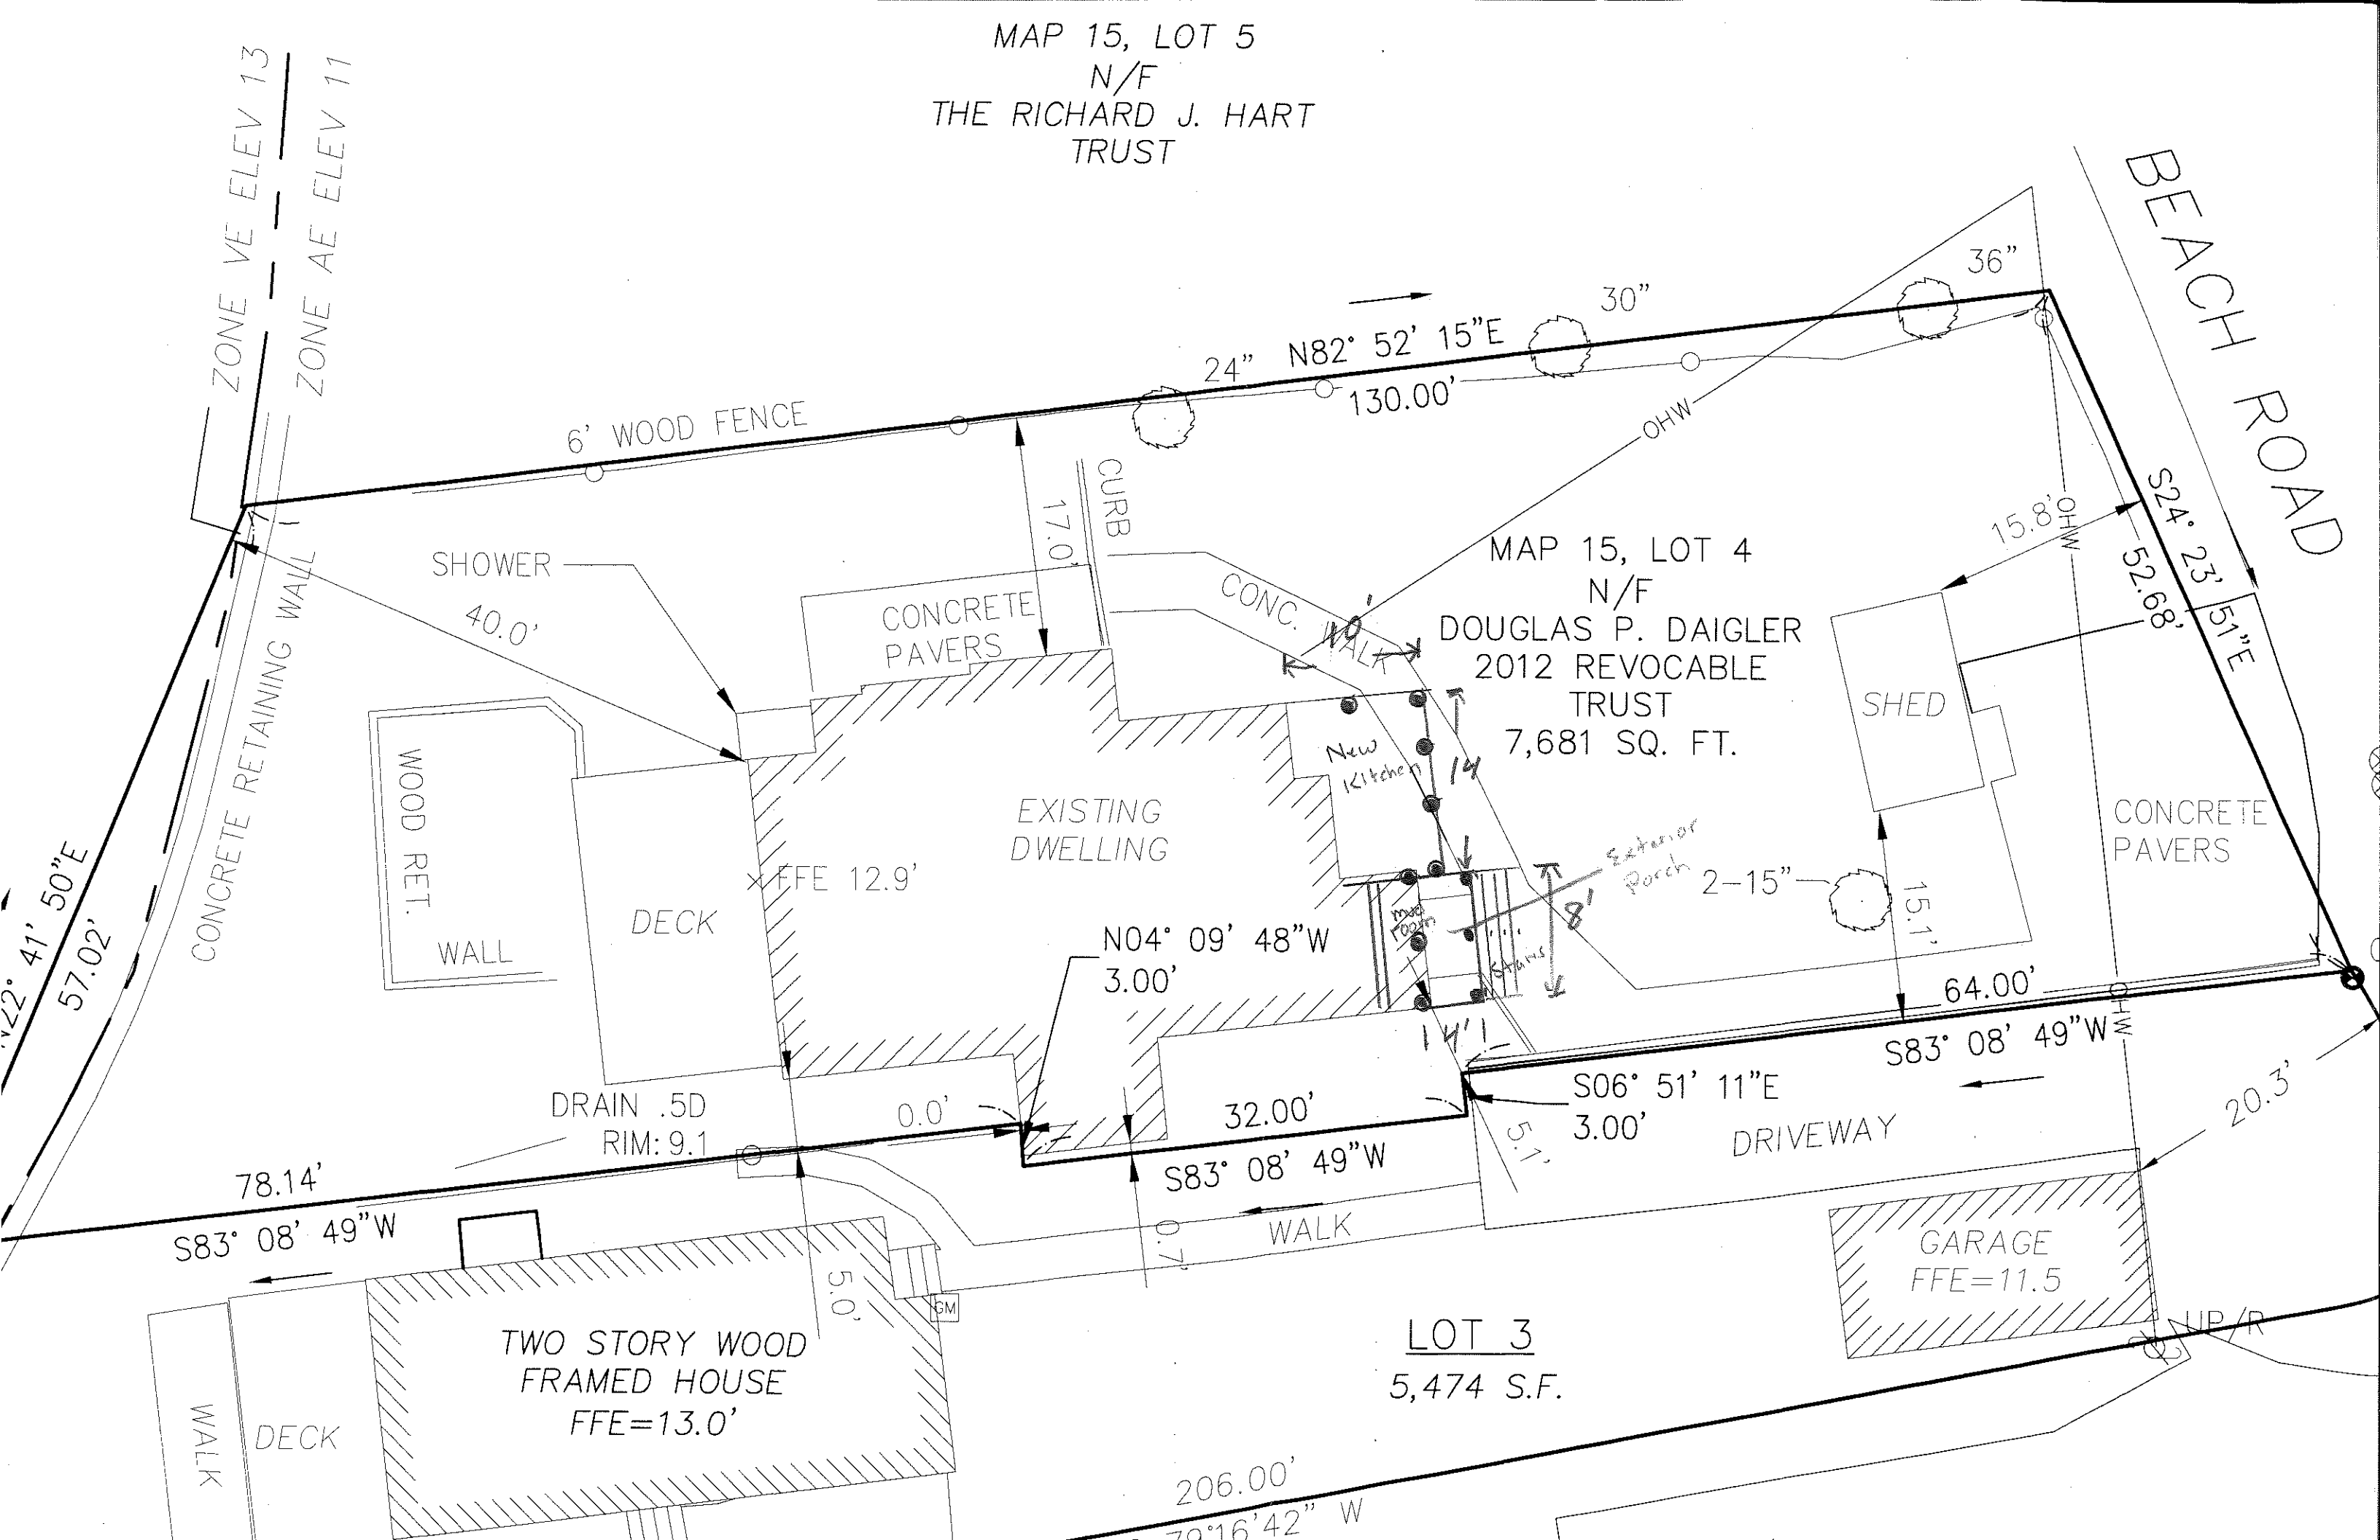 MAP 15, LOT 5
N/F
THE RICHARD J. HART
TRUST
ZONE VE ELEV 13
ZONE AE ELEV 11
BEACH ROAD
36"
30"
24"
N82° 52' 15"E
130.00'
6' WOOD FENCE
OHW
CURB
17.0'
SHOWER
40.0'
CONCRETE
PAVERS
CONC.
WALK
10'
MAP 15, LOT 4
N/F
DOUGLAS P. DAIGLER
2012 REVOCABLE
TRUST
7,681 SQ. FT.
15.8'
OHW
S24° 23' 51"E
52.68'
SHED
CONCRETE RETAINING WALL
WOOD RET.
WALL
New
Kitchen
14
EXISTING
DWELLING
FFE 12.9'
DECK
CONCRETE
PAVERS
Exterior
Porch
2-15"
15.1'
mud
room
8'
Stairs
N22° 41' 50"E
57.02'
N04° 09' 48"W
3.00'
14'
64.00'
S83° 08' 49"W
OHW
S06° 51' 11"E
3.00'
20.3'
DRAIN .5D
RIM: 9.1
0.0'
32.00'
S83° 08' 49"W
5.1'
DRIVEWAY
78.14'
S83° 08' 49"W
WALK
0.7'
5.0'
GM
GARAGE
FFE=11.5
UP/R
TWO STORY WOOD
FRAMED HOUSE
FFE=13.0'
LOT 3
5,474 S.F.
WALK
DECK
206.00'
79°16'42" W